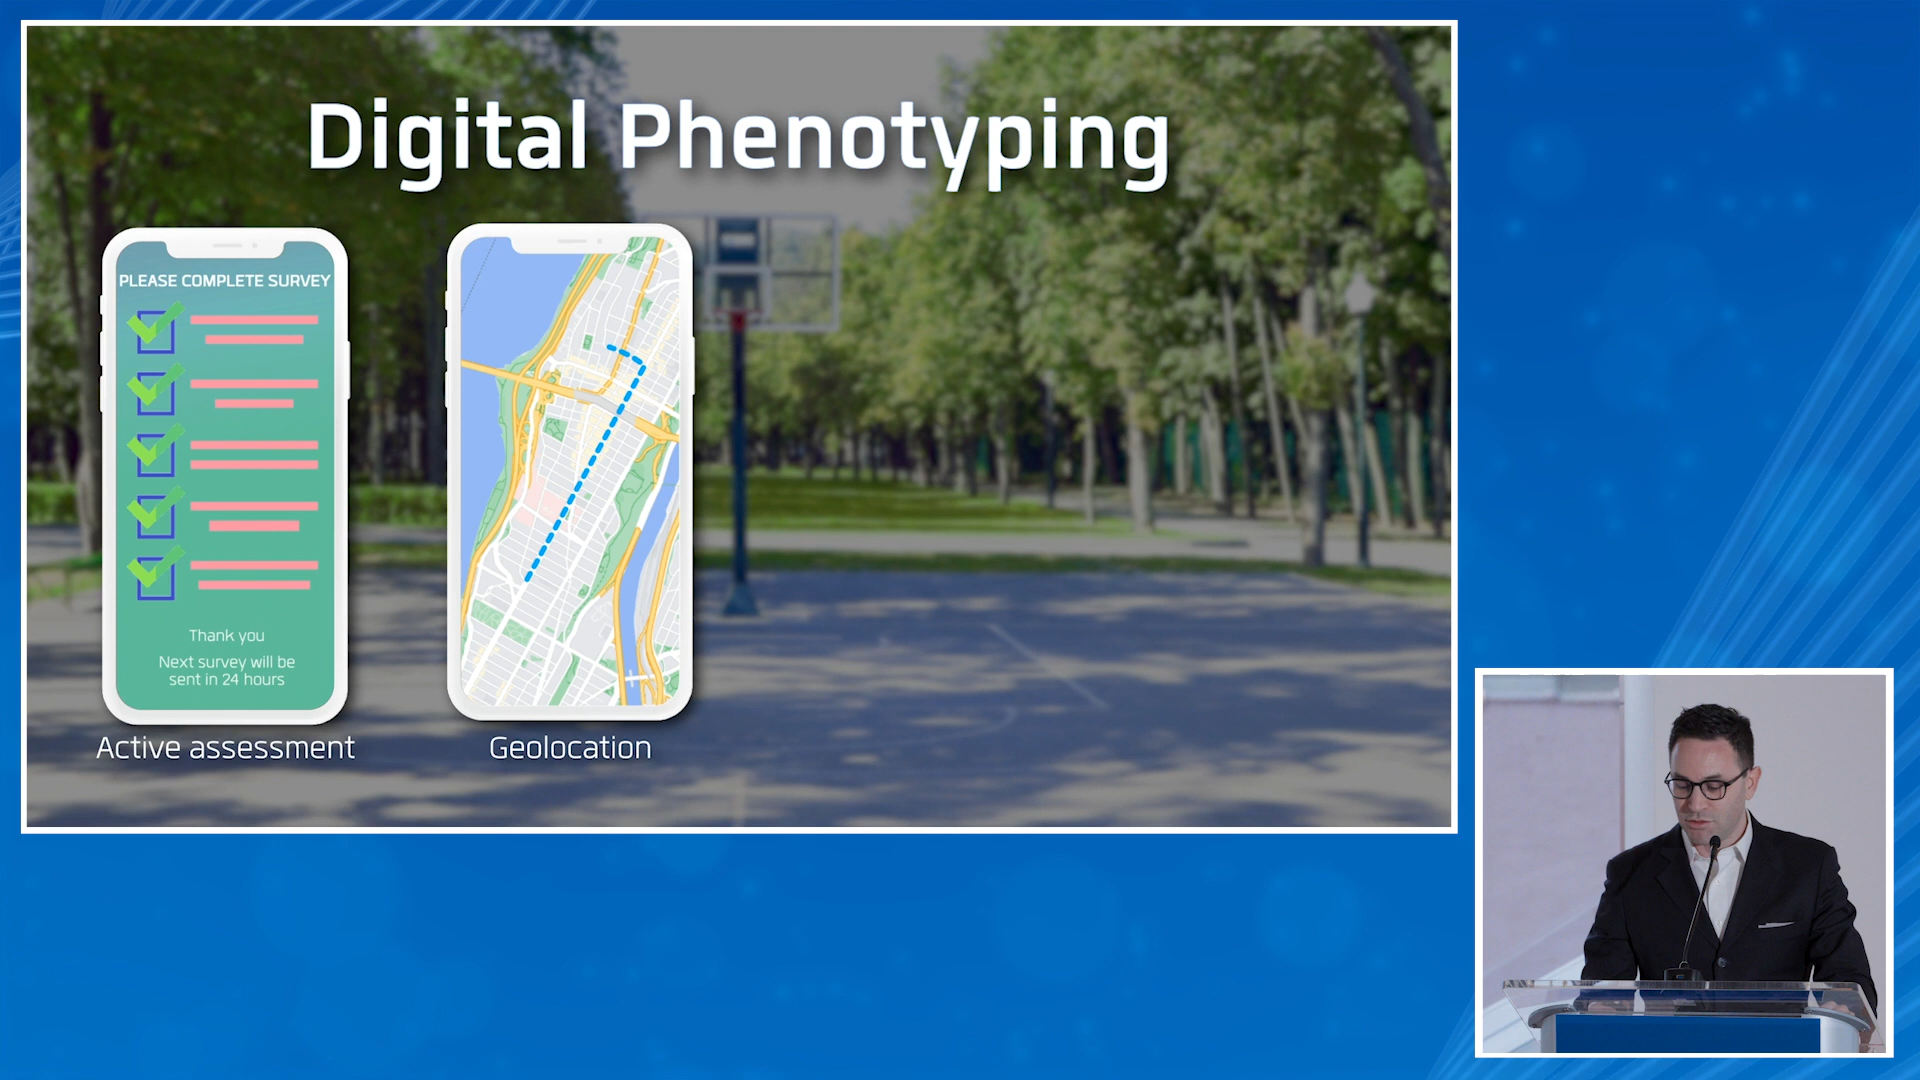 Digital Phenotyping
PLEASE COMPLETE SURVEY
Thank you
Next survey will be
sent in 24 hours
Active assessment
Geolocation